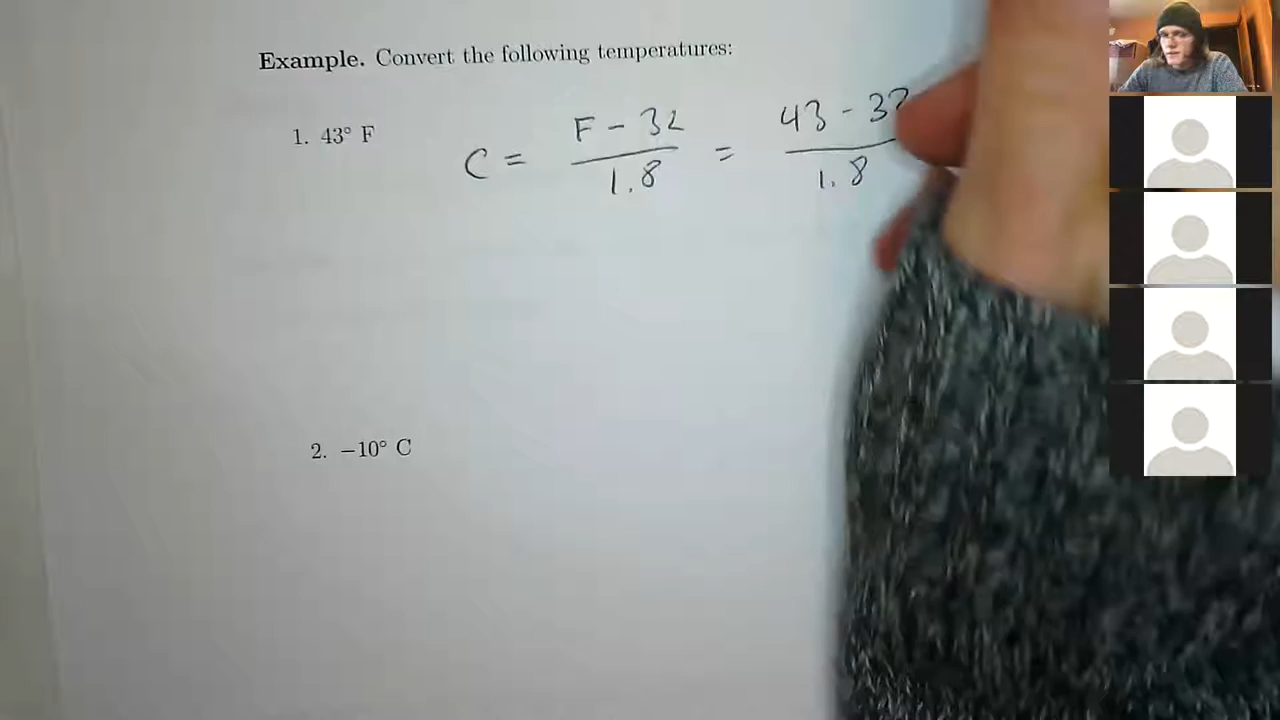 Example. Convert the following temperatures:
1. 43° F
C = F - 32 / 1.8 = 43 - 32 / 1.8
2. −10° C